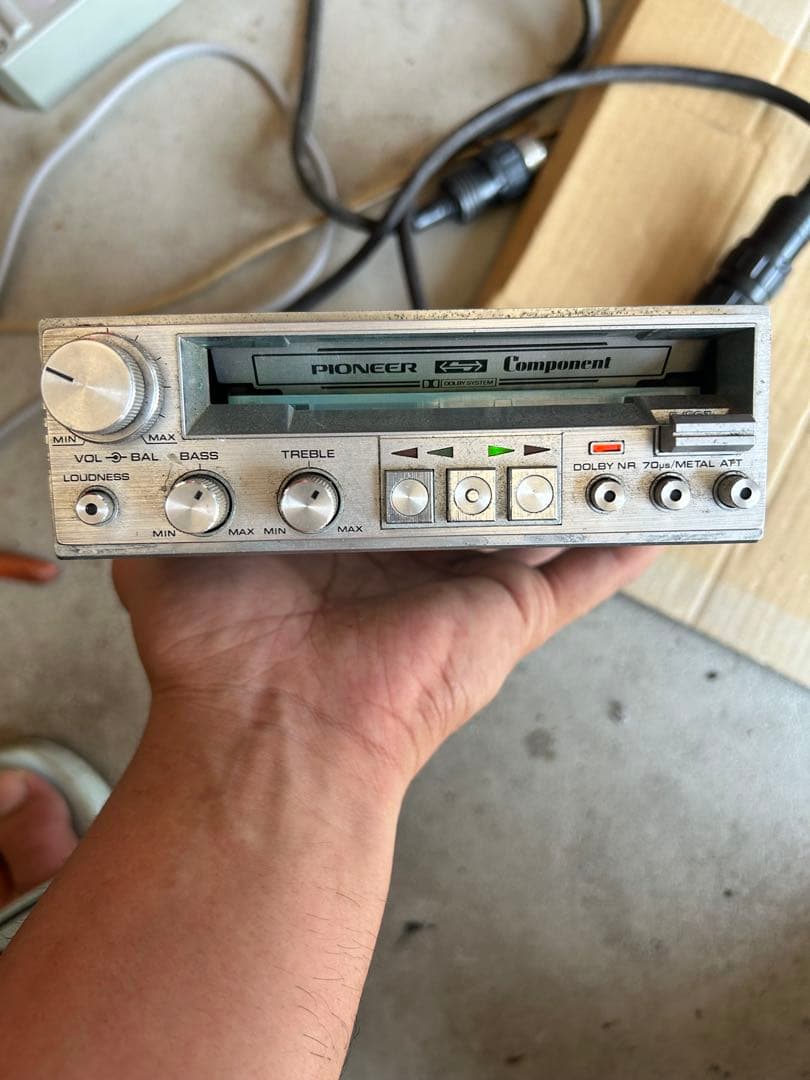 PIONEER Component
DOLBY SYSTEM
EJECT
MIN MAX
VOL BAL BASS TREBLE
DOLBY NR 70µs/METAL AFT
LOUDNESS
MIN MAX MIN MAX